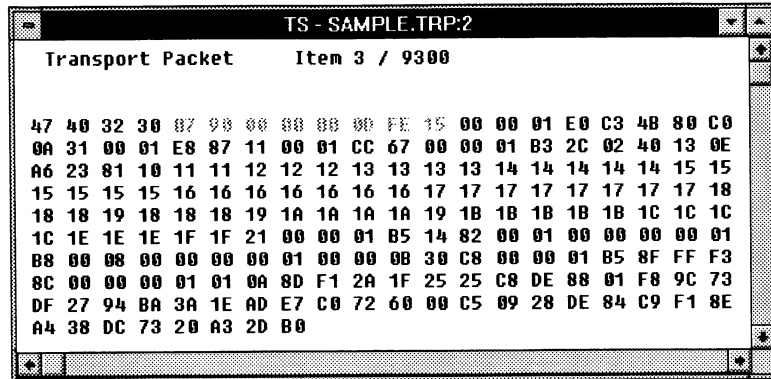 TS - SAMPLE.TRP:2
Transport Packet Item 3 / 9300
47 40 32 30 07 90 00 00 00 0D FE 15 00 00 01 E0 C3 4B 80 C0
0A 31 00 01 E8 87 11 00 01 CC 67 00 00 01 B3 2C 02 40 13 0E
A6 23 81 10 11 11 12 12 12 13 13 13 13 14 14 14 14 14 15 15
15 15 15 15 16 16 16 16 16 16 16 17 17 17 17 17 17 17 17 18
18 18 19 18 18 18 19 1A 1A 1A 1A 19 1B 1B 1B 1B 1B 1C 1C 1C
1C 1E 1E 1E 1F 1F 21 00 00 01 B5 14 82 00 01 00 00 00 00 01
B8 00 08 00 00 00 00 01 00 00 0B 30 C8 00 00 01 B5 8F FF F3
8C 00 00 00 01 01 0A 8D F1 2A 1F 25 25 C8 DE 88 01 F8 9C 73
DF 27 94 BA 3A 1E AD E7 C0 72 60 00 C5 09 28 DE 84 C9 F1 8E
A4 38 DC 73 20 A3 2D B0